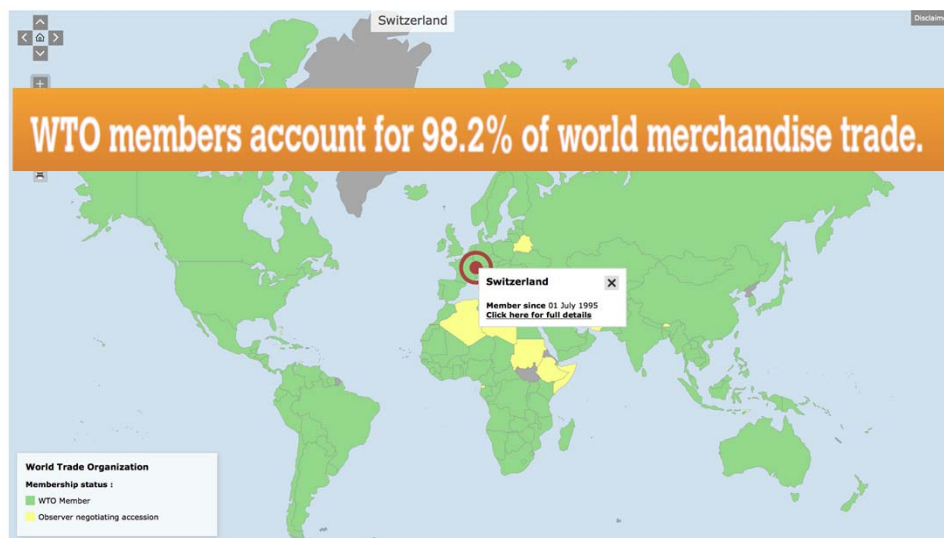 Switzerland
Disclaim
WTO members account for 98.2% of world merchandise trade.
Switzerland
Member since 01 July 1995
Click here for full details
World Trade Organization
Membership status :
WTO Member
Observer negotiating accession